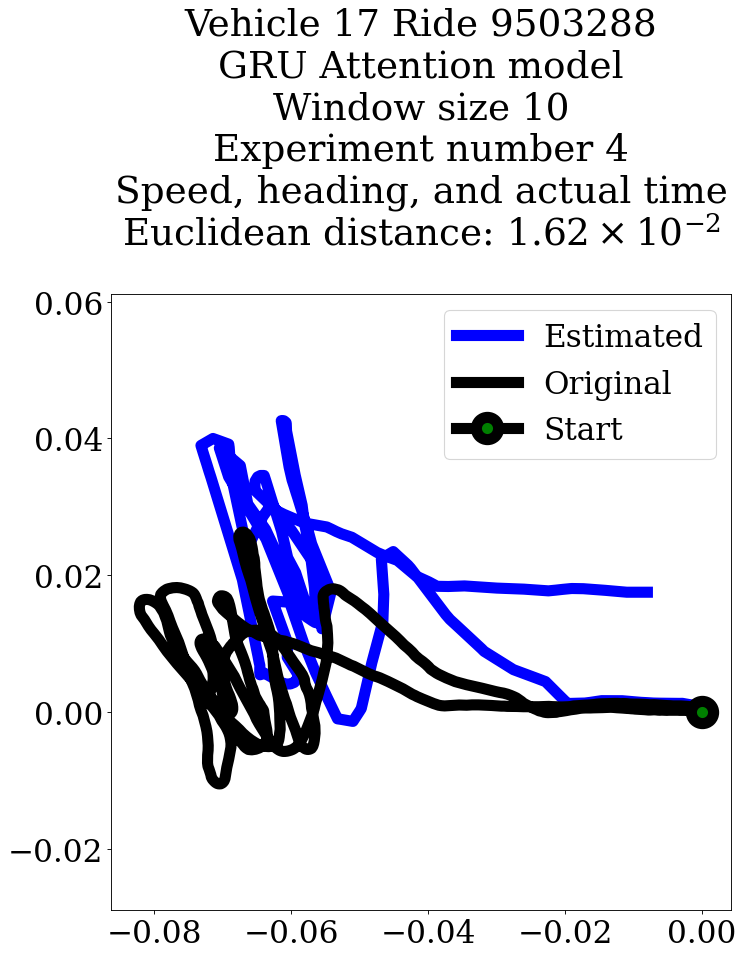 Vehicle 17 Ride 9503288
GRU Attention model
Window size 10
Experiment number 4
Speed, heading, and actual time
Euclidean distance: 1.62 × 10⁻²
0.06
Estimated
Original
Start
0.04
0.02
0.00
−0.02
−0.08 −0.06 −0.04 −0.02 0.00